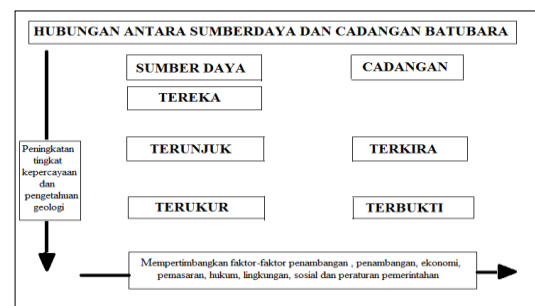 HUBUNGAN ANTARA SUMBERDAYA DAN CADANGAN BATUBARA
SUMBER DAYA
CADANGAN
TEREKA
Peningkatan
tingkat
kepercayaan
dan
pengetahuan
geologi
TERUNJUK
TERKIRA
TERUKUR
TERBUKTI
Mempertimbangkan faktor-faktor penambangan , penambangan, ekonomi,
pemasaran, hukum, lingkungan, sosial dan peraturan pemerintahan